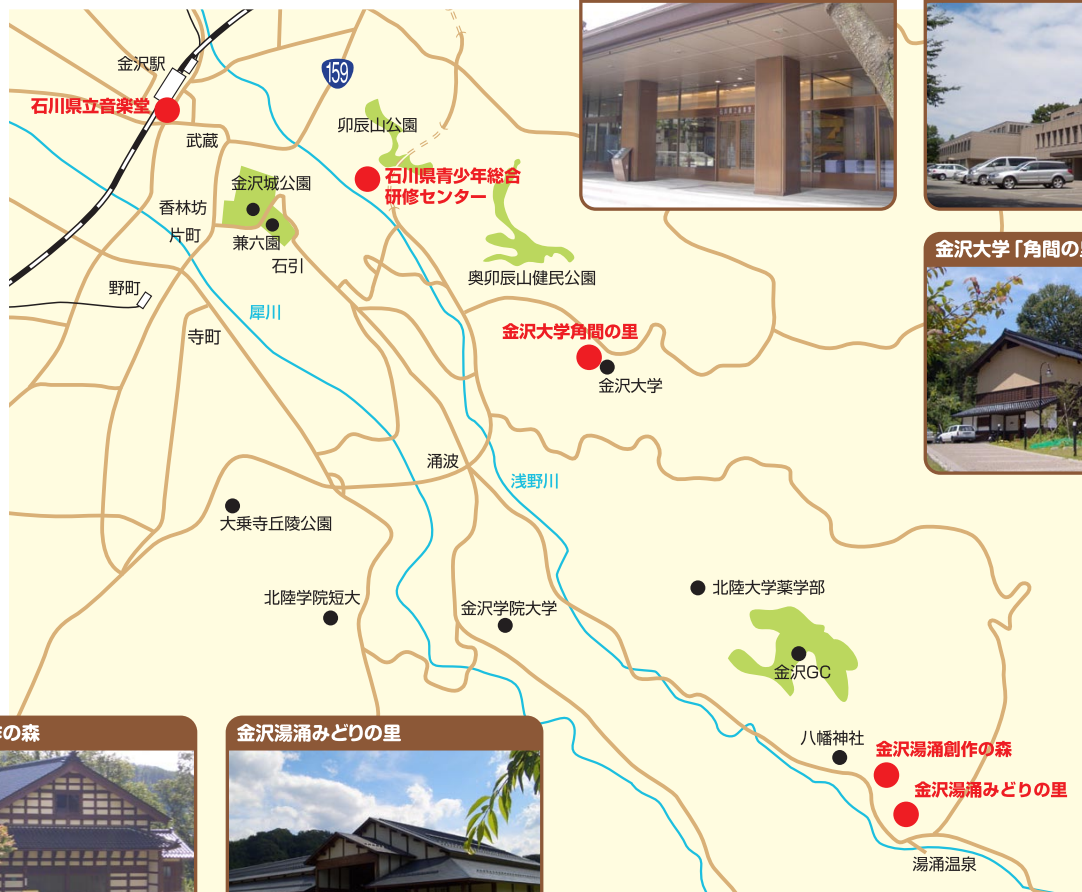 金沢駅
石川県立音楽堂
159
武蔵
卯辰山公園
石川県青少年総合
研修センター
金沢城公園
香林坊
片町
兼六園
石引
奥卯辰山健民公園
野町
犀川
寺町
金沢大学角間の里
金沢大学
金沢大学「角間の
涌波
浅野川
大乗寺丘陵公園
北陸学院短大
金沢学院大学
北陸大学薬学部
金沢GC
八幡神社
金沢湯涌創作の森
金沢湯涌みどりの里
湯涌温泉
の森
金沢湯涌みどりの里